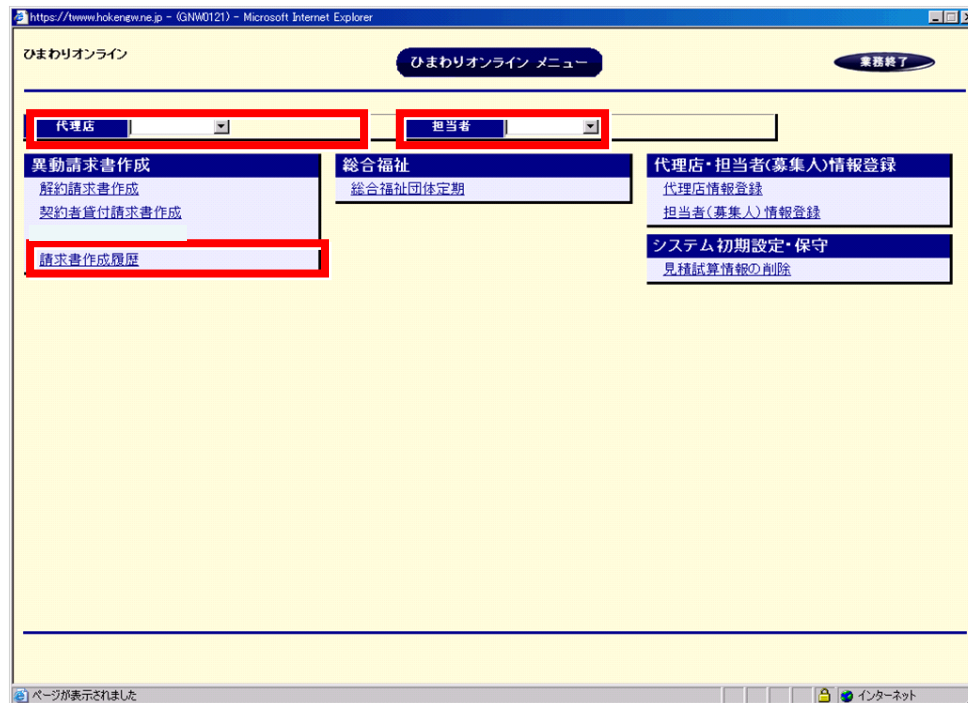 https://twww.hokengw.ne.jp - (GNW0121) - Microsoft Internet Explorer
ひまわりオンライン
ひまわりオンライン メニュー
業務終了
代理店
担当者
異動請求書作成
解約請求書作成
契約者貸付請求書作成
請求書作成履歴
総合福祉
総合福祉団体定期
代理店・担当者(募集人)情報登録
代理店情報登録
担当者(募集人)情報登録
システム初期設定・保守
見積試算情報の削除
ページが表示されました
インターネット